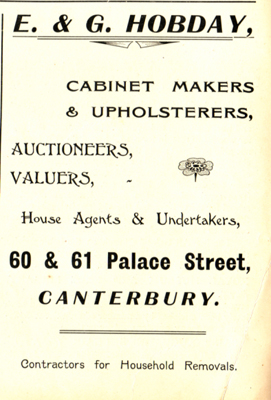 E. & G. HOBDAY,
CABINET MAKERS
& UPHOLSTERERS,
AUCTIONEERS,
VALUERS, -
House Agents & Undertakers,
60 & 61 Palace Street,
CANTERBURY.
Contractors for Household Removals.